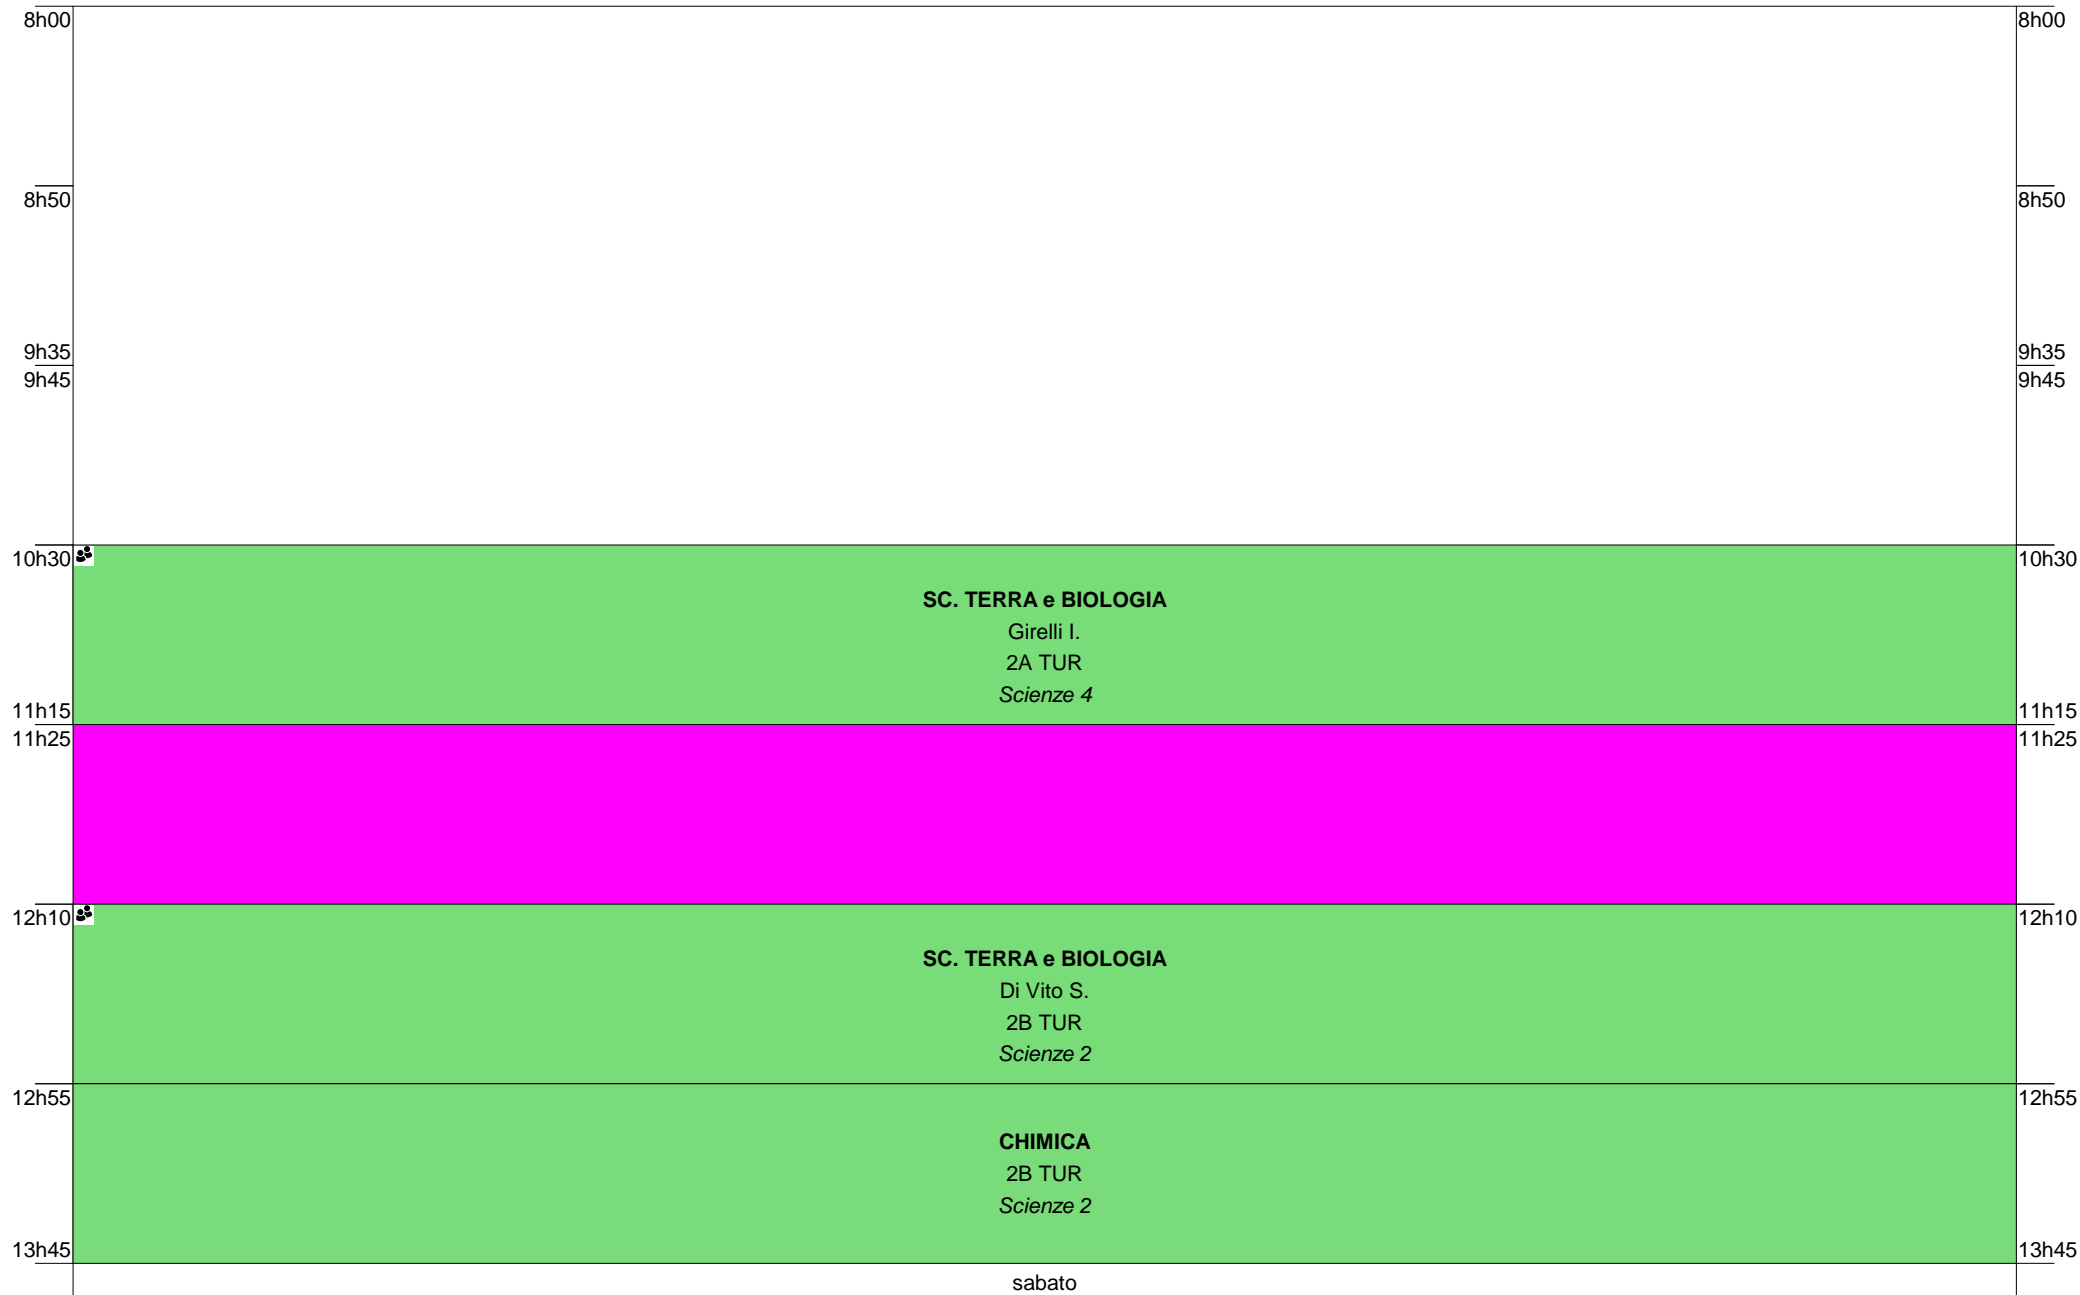 8h00 8h00
8h50 8h50
9h35 9h35
9h45 9h45
10h30 10h30
SC. TERRA e BIOLOGIA
Girelli I.
2A TUR
Scienze 4
11h15 11h15
11h25 11h25
12h10 12h10
SC. TERRA e BIOLOGIA
Di Vito S.
2B TUR
Scienze 2
12h55 12h55
CHIMICA
2B TUR
Scienze 2
13h45 13h45
sabato